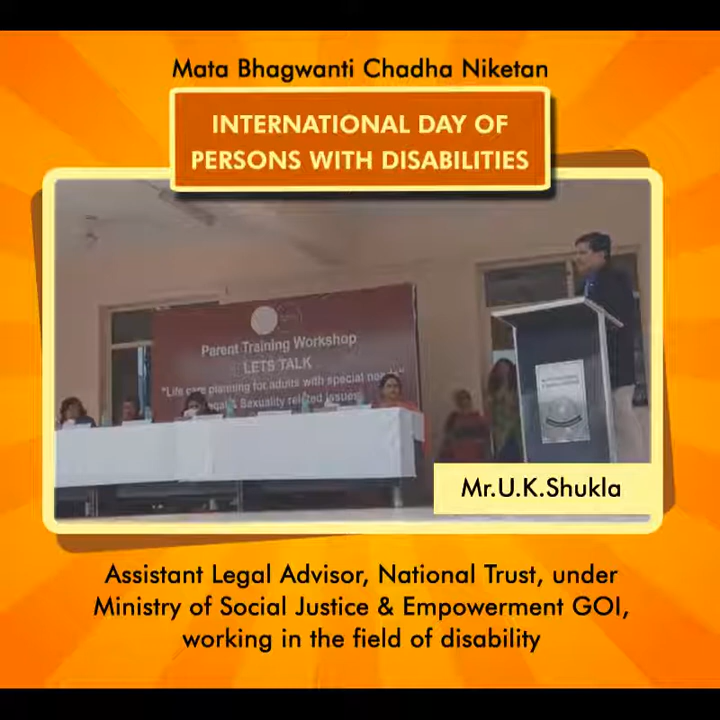 Mata Bhagwanti Chadha Niketan
INTERNATIONAL DAY OF
PERSONS WITH DISABILITIES
Parent Training Workshop
LETS TALK
"Life care planning for adults with special needs"
& Sexuality related issues
Mr.U.K.Shukla
Assistant Legal Advisor, National Trust, under
Ministry of Social Justice & Empowerment GOI,
working in the field of disability